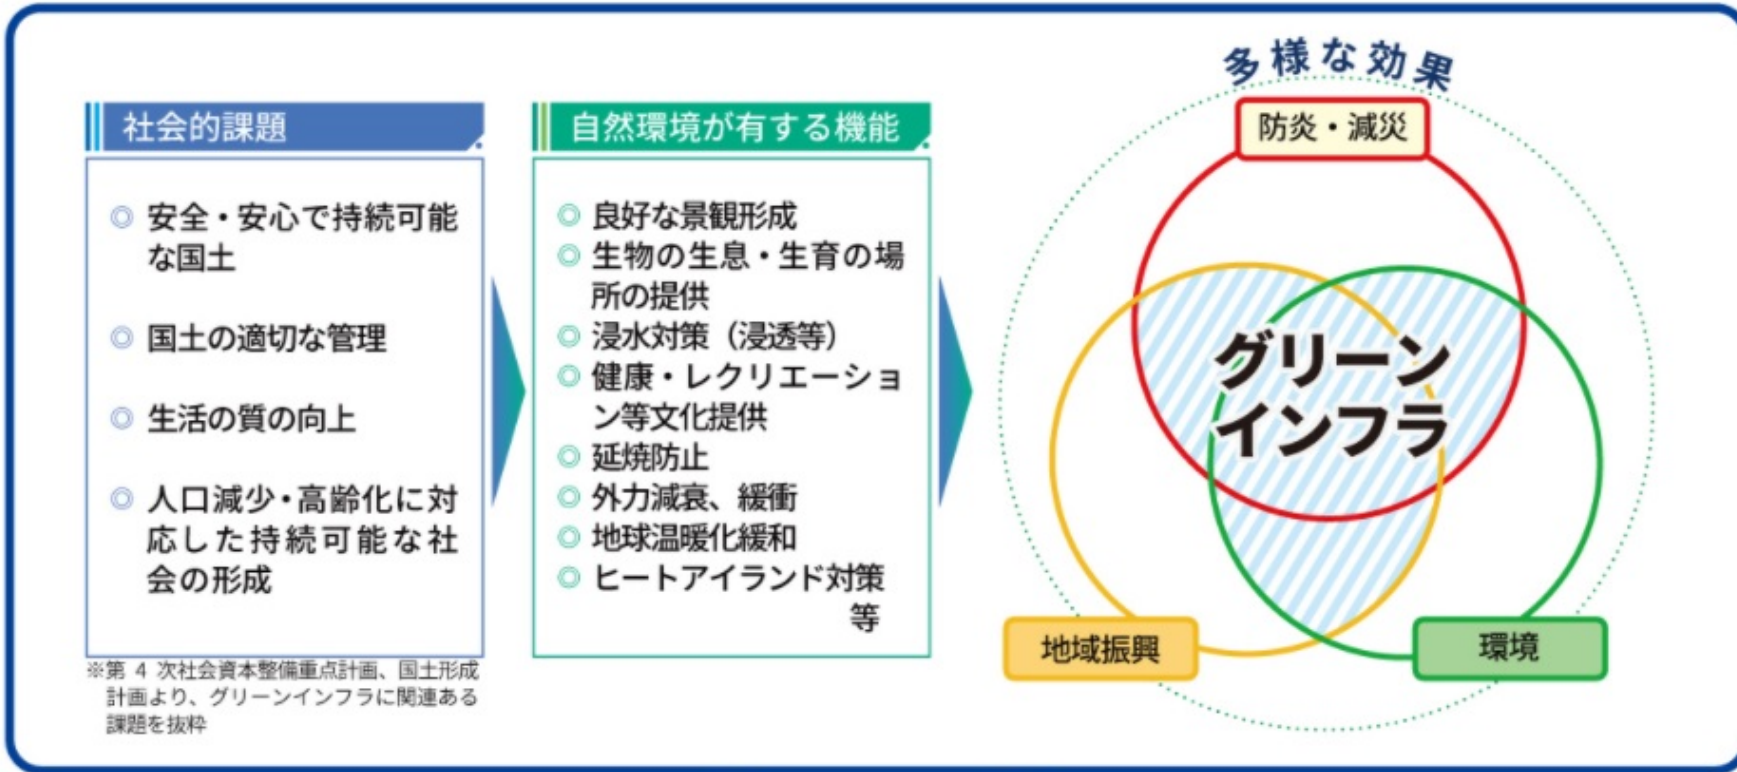 社会的課題
◎ 安全・安心で持続可能
な国土
◎ 国土の適切な管理
◎ 生活の質の向上
◎ 人口減少・高齢化に対
応した持続可能な社
会の形成
※第 4 次社会資本整備重点計画、国土形成
計画より、グリーンインフラに関連ある
課題を抜粋
自然環境が有する機能
◎ 良好な景観形成
◎ 生物の生息・生育の場
所の提供
◎ 浸水対策（浸透等）
◎ 健康・レクリエーショ
ン等文化提供
◎ 延焼防止
◎ 外力減衰、緩衝
◎ 地球温暖化緩和
◎ ヒートアイランド対策
等
多様な効果
防炎・減災
グリーン
インフラ
地域振興
環境